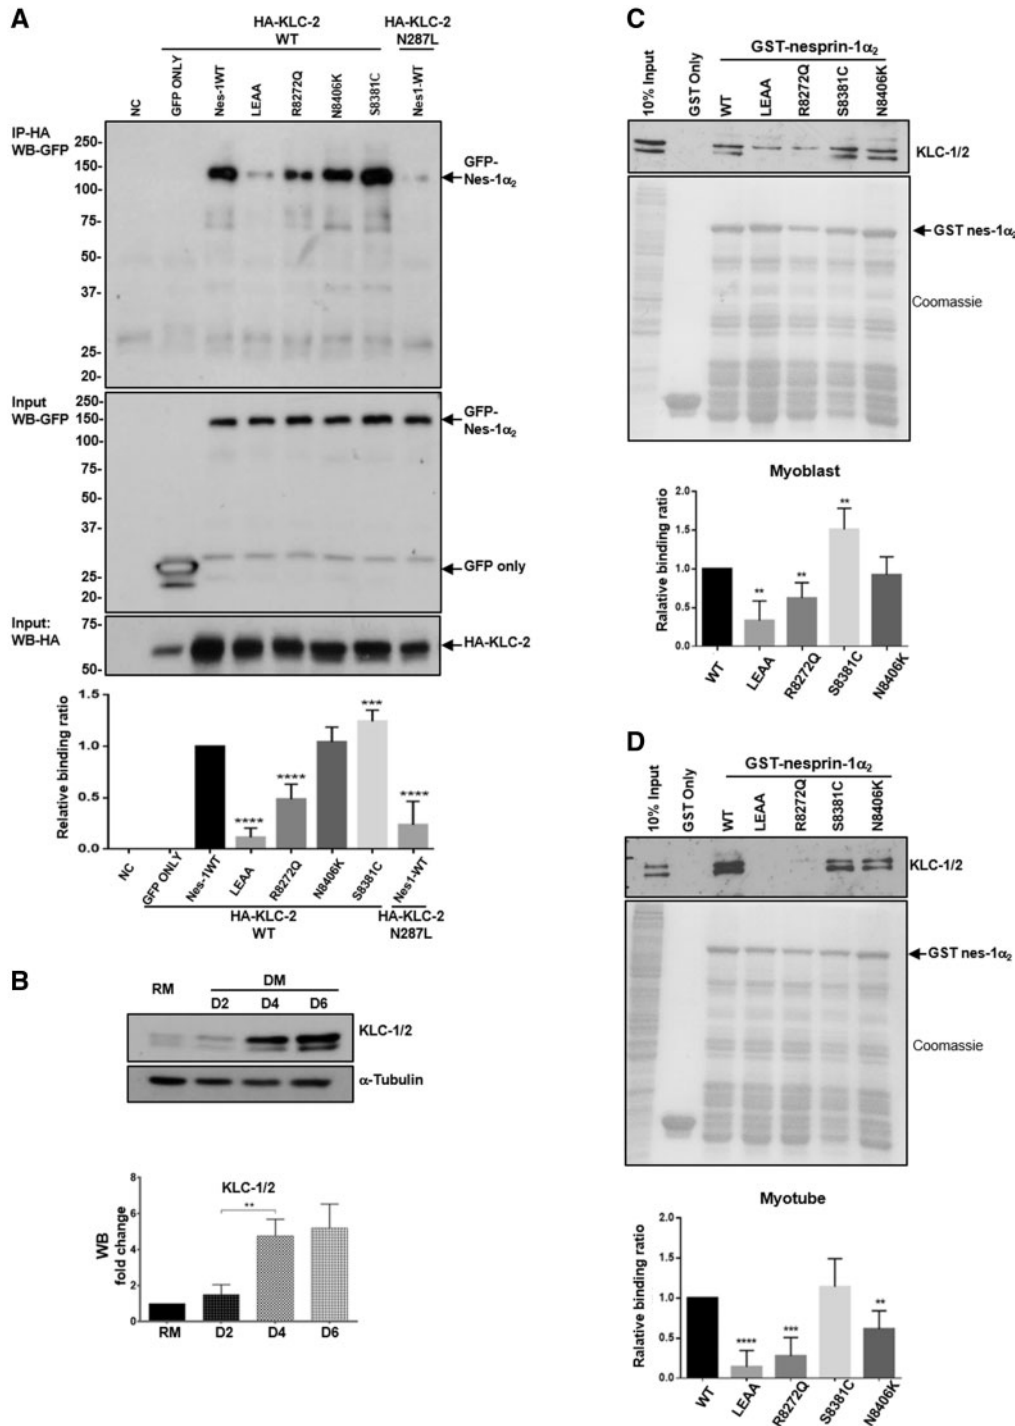 A
HA-KLC-2
WT
HA-KLC-2
N287L
NC
GFP ONLY
Nes-1WT
LEAA
R8272Q
N8406K
S8381C
Nes1-WT
IP-HA
WB-GFP
250-
150-
100-
75-
50-
37-
25-
20-
GFP-
Nes-1α2
Input
WB-GFP
250-
150-
100-
75-
50-
37-
25-
20-
GFP-
Nes-1α2
GFP only
Input:
WB-HA
75-
50-
HA-KLC-2
Relative binding ratio
1.5
1.0
0.5
0.0
****
****
***
****
NC
GFP ONLY
Nes-1WT
LEAA
R8272Q
N8406K
S8381C
Nes1-WT
HA-KLC-2
WT
HA-KLC-2
N287L
B
RM
DM
D2
D4
D6
KLC-1/2
α-Tubulin
KLC-1/2
WB
fold change
8
6
4
2
0
**
RM
D2
D4
D6
C
GST-nesprin-1α2
10% Input
GST Only
WT
LEAA
R8272Q
S8381C
N8406K
KLC-1/2
GST nes-1α2
Coomassie
Myoblast
Ralative binding ratio
2.0
1.5
1.0
0.5
0.0
**
**
**
WT
LEAA
R8272Q
S8381C
N8406K
D
GST-nesprin-1α2
10% Input
GST Only
WT
LEAA
R8272Q
S8381C
N8406K
KLC-1/2
GST nes-1α2
Coomassie
Myotube
Ralative binding ratio
2.0
1.5
1.0
0.5
0.0
****
***
**
WT
LEAA
R8272Q
S8381C
N8406K